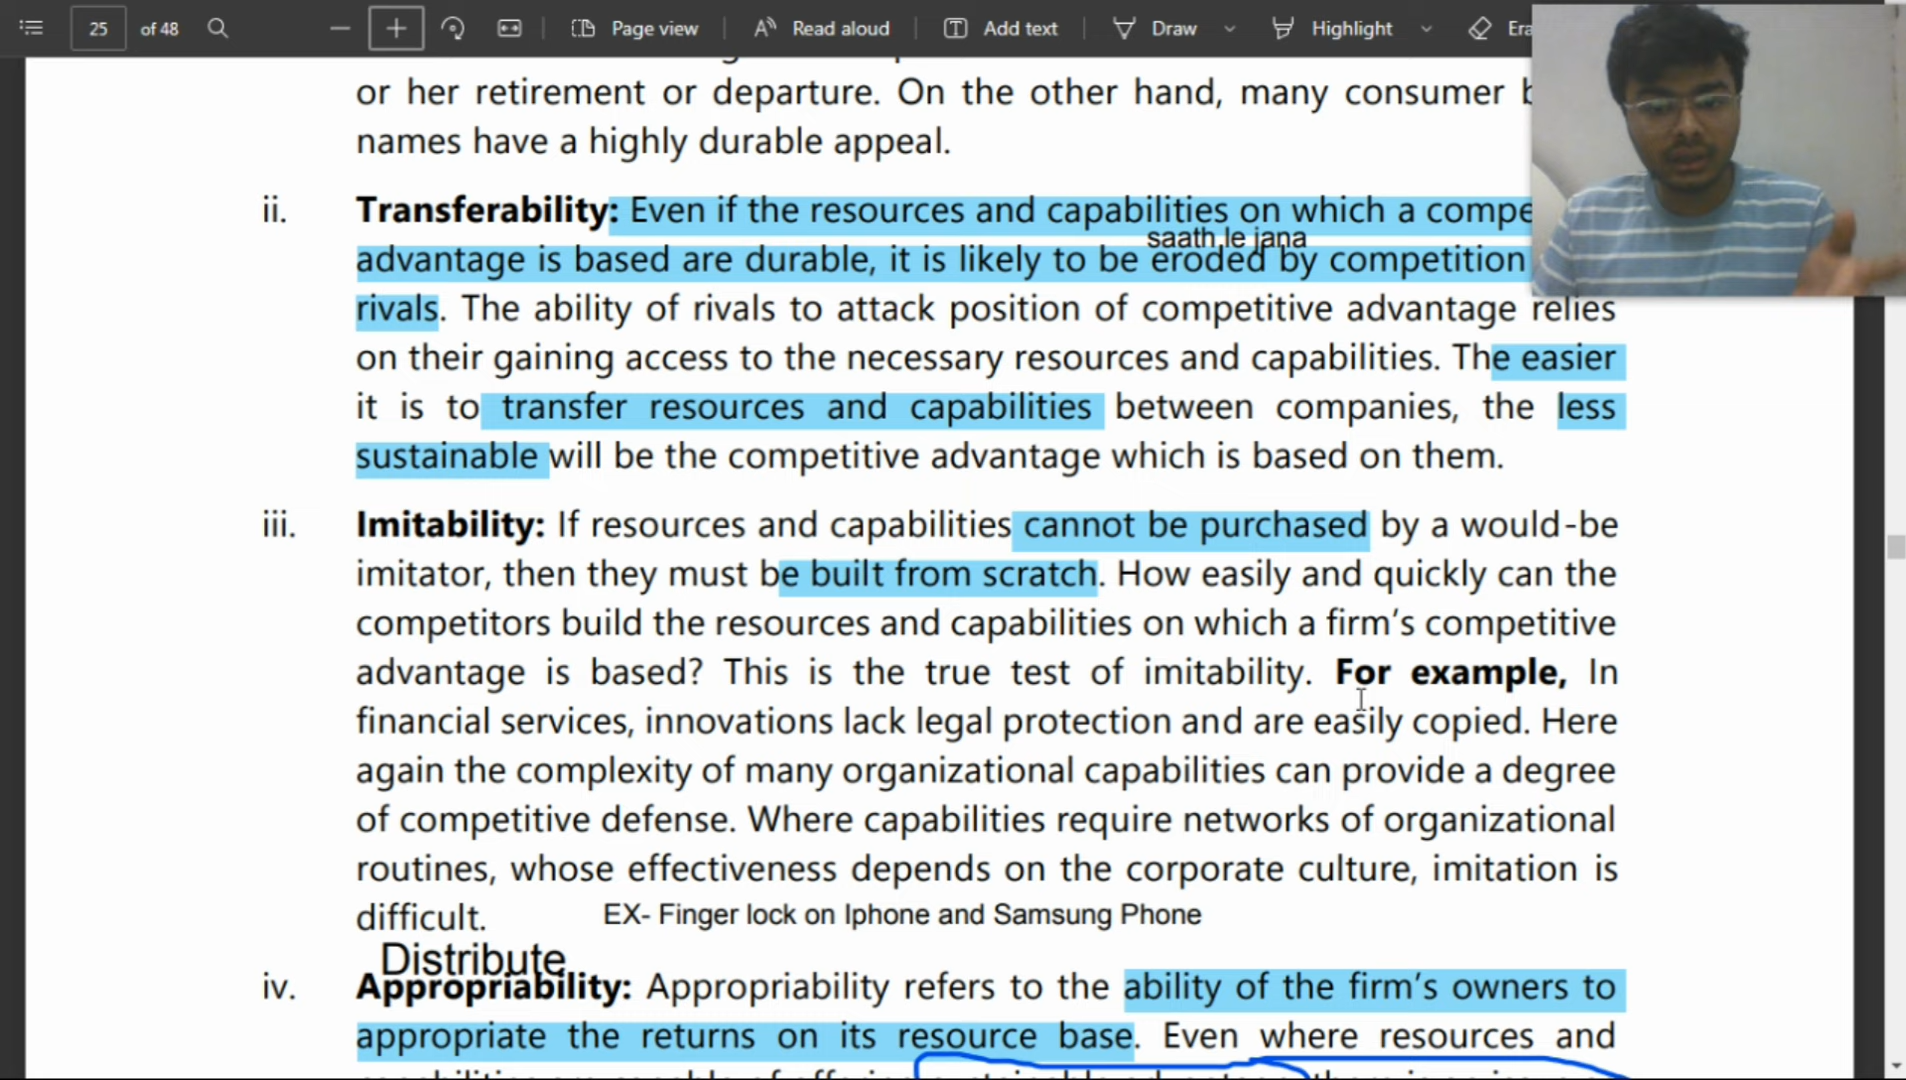 25 of 48 Page view Read aloud Add text Draw Highlight
or her retirement or departure. On the other hand, many consumer
names have a highly durable appeal.
ii. Transferability: Even if the resources and capabilities on which a
saath le jana
advantage is based are durable, it is likely to be eroded by competition
rivals. The ability of rivals to attack position of competitive advantage relies
on their gaining access to the necessary resources and capabilities. The easier
it is to transfer resources and capabilities between companies, the less
sustainable will be the competitive advantage which is based on them.
iii. Imitability: If resources and capabilities cannot be purchased by a would-be
imitator, then they must be built from scratch. How easily and quickly can the
competitors build the resources and capabilities on which a firm's competitive
advantage is based? This is the true test of imitability. For example, In
financial services, innovations lack legal protection and are easily copied. Here
again the complexity of many organizational capabilities can provide a degree
of competitive defense. Where capabilities require networks of organizational
routines, whose effectiveness depends on the corporate culture, imitation is
difficult. EX- Finger lock on Iphone and Samsung Phone
Distribute
iv. Appropriability: Appropriability refers to the ability of the firm's owners to
appropriate the returns on its resource base. Even where resources and